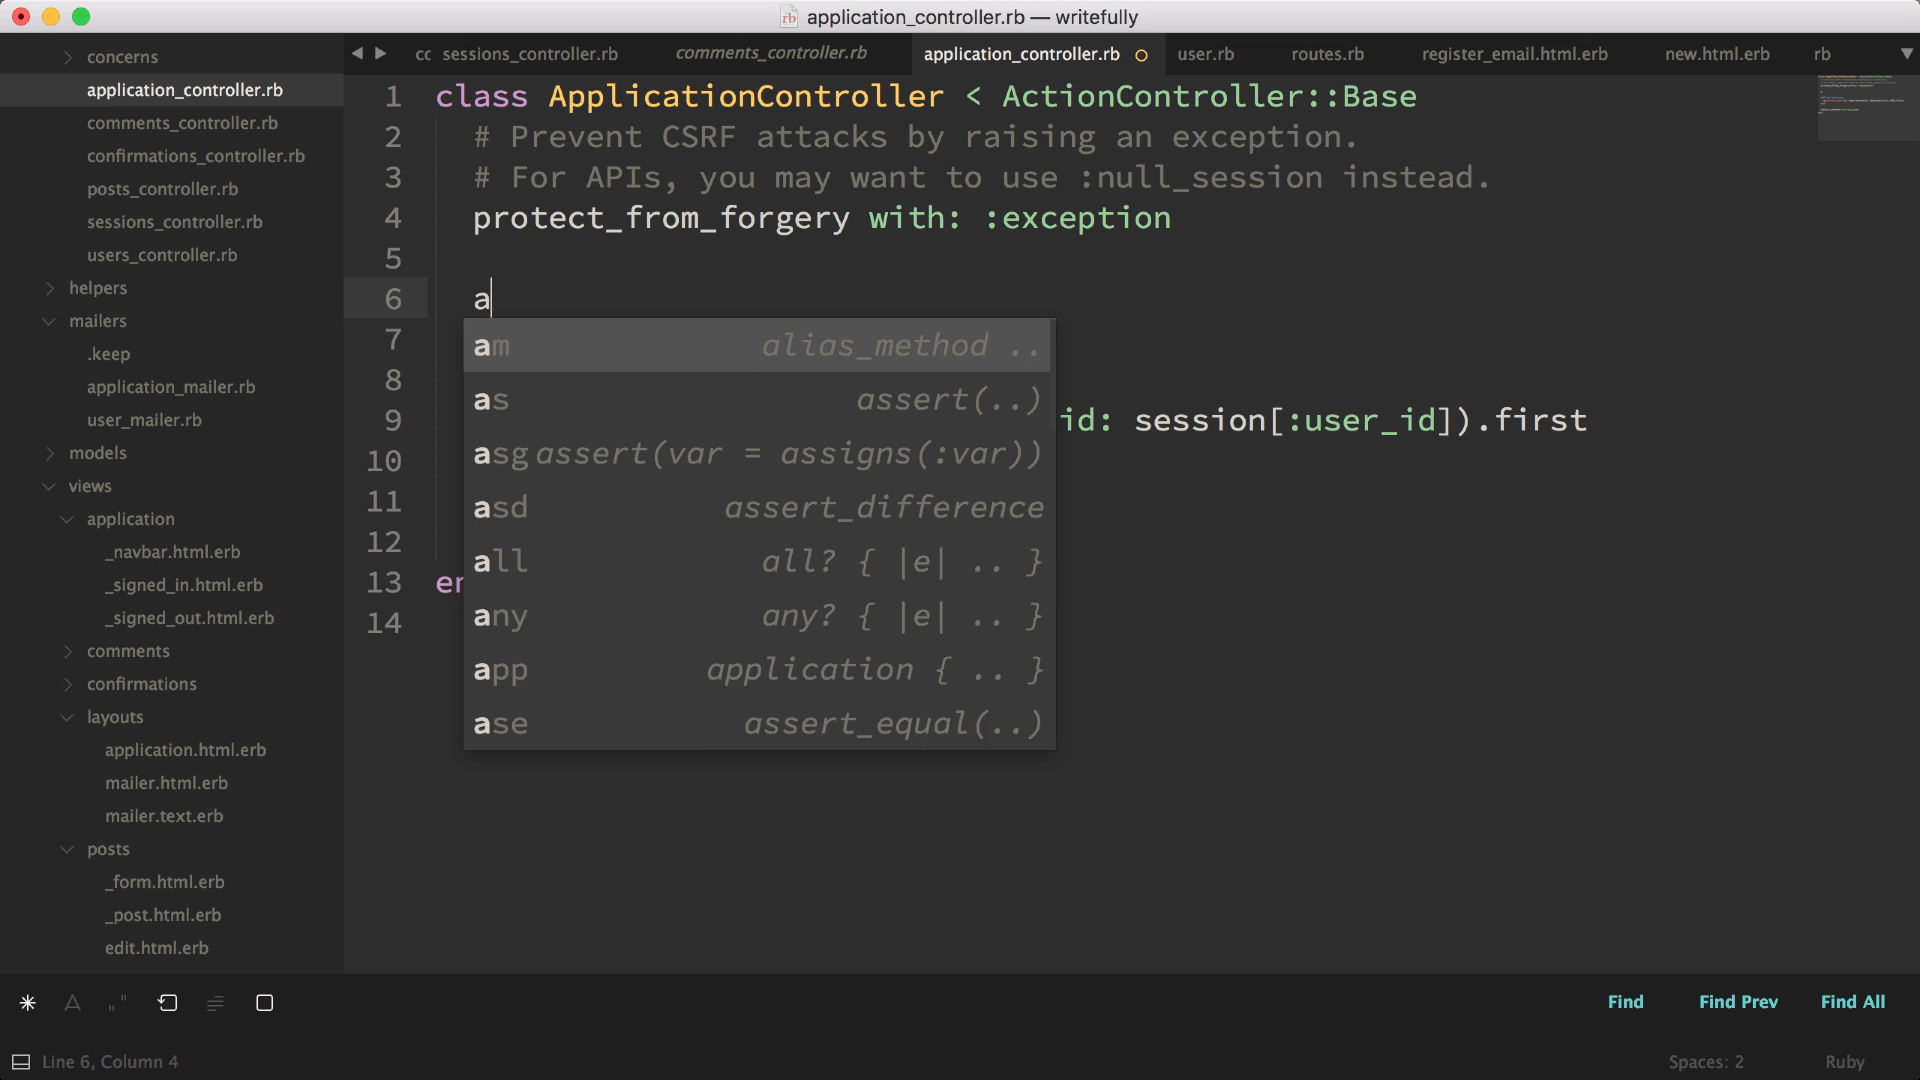 application_controller.rb — writefully
concerns
application_controller.rb
comments_controller.rb
confirmations_controller.rb
posts_controller.rb
sessions_controller.rb
users_controller.rb
helpers
mailers
.keep
application_mailer.rb
user_mailer.rb
models
views
application
_navbar.html.erb
_signed_in.html.erb
_signed_out.html.erb
comments
confirmations
layouts
application.html.erb
mailer.html.erb
mailer.text.erb
posts
_form.html.erb
_post.html.erb
edit.html.erb
sessions_controller.rb comments_controller.rb application_controller.rb user.rb routes.rb register_email.html.erb new.html.erb rb
1 class ApplicationController < ActionController::Base
2 # Prevent CSRF attacks by raising an exception.
3 # For APIs, you may want to use :null_session instead.
4 protect_from_forgery with: :exception
5
6 a
7
8
9 id: session[:user_id]).first
10
11
12
13 en
14
am alias_method ..
as assert(..)
asg assert(var = assigns(:var))
asd assert_difference
all all? { |e| .. }
any any? { |e| .. }
app application { .. }
ase assert_equal(..)
Find Find Prev Find All
Line 6, Column 4 Spaces: 2 Ruby